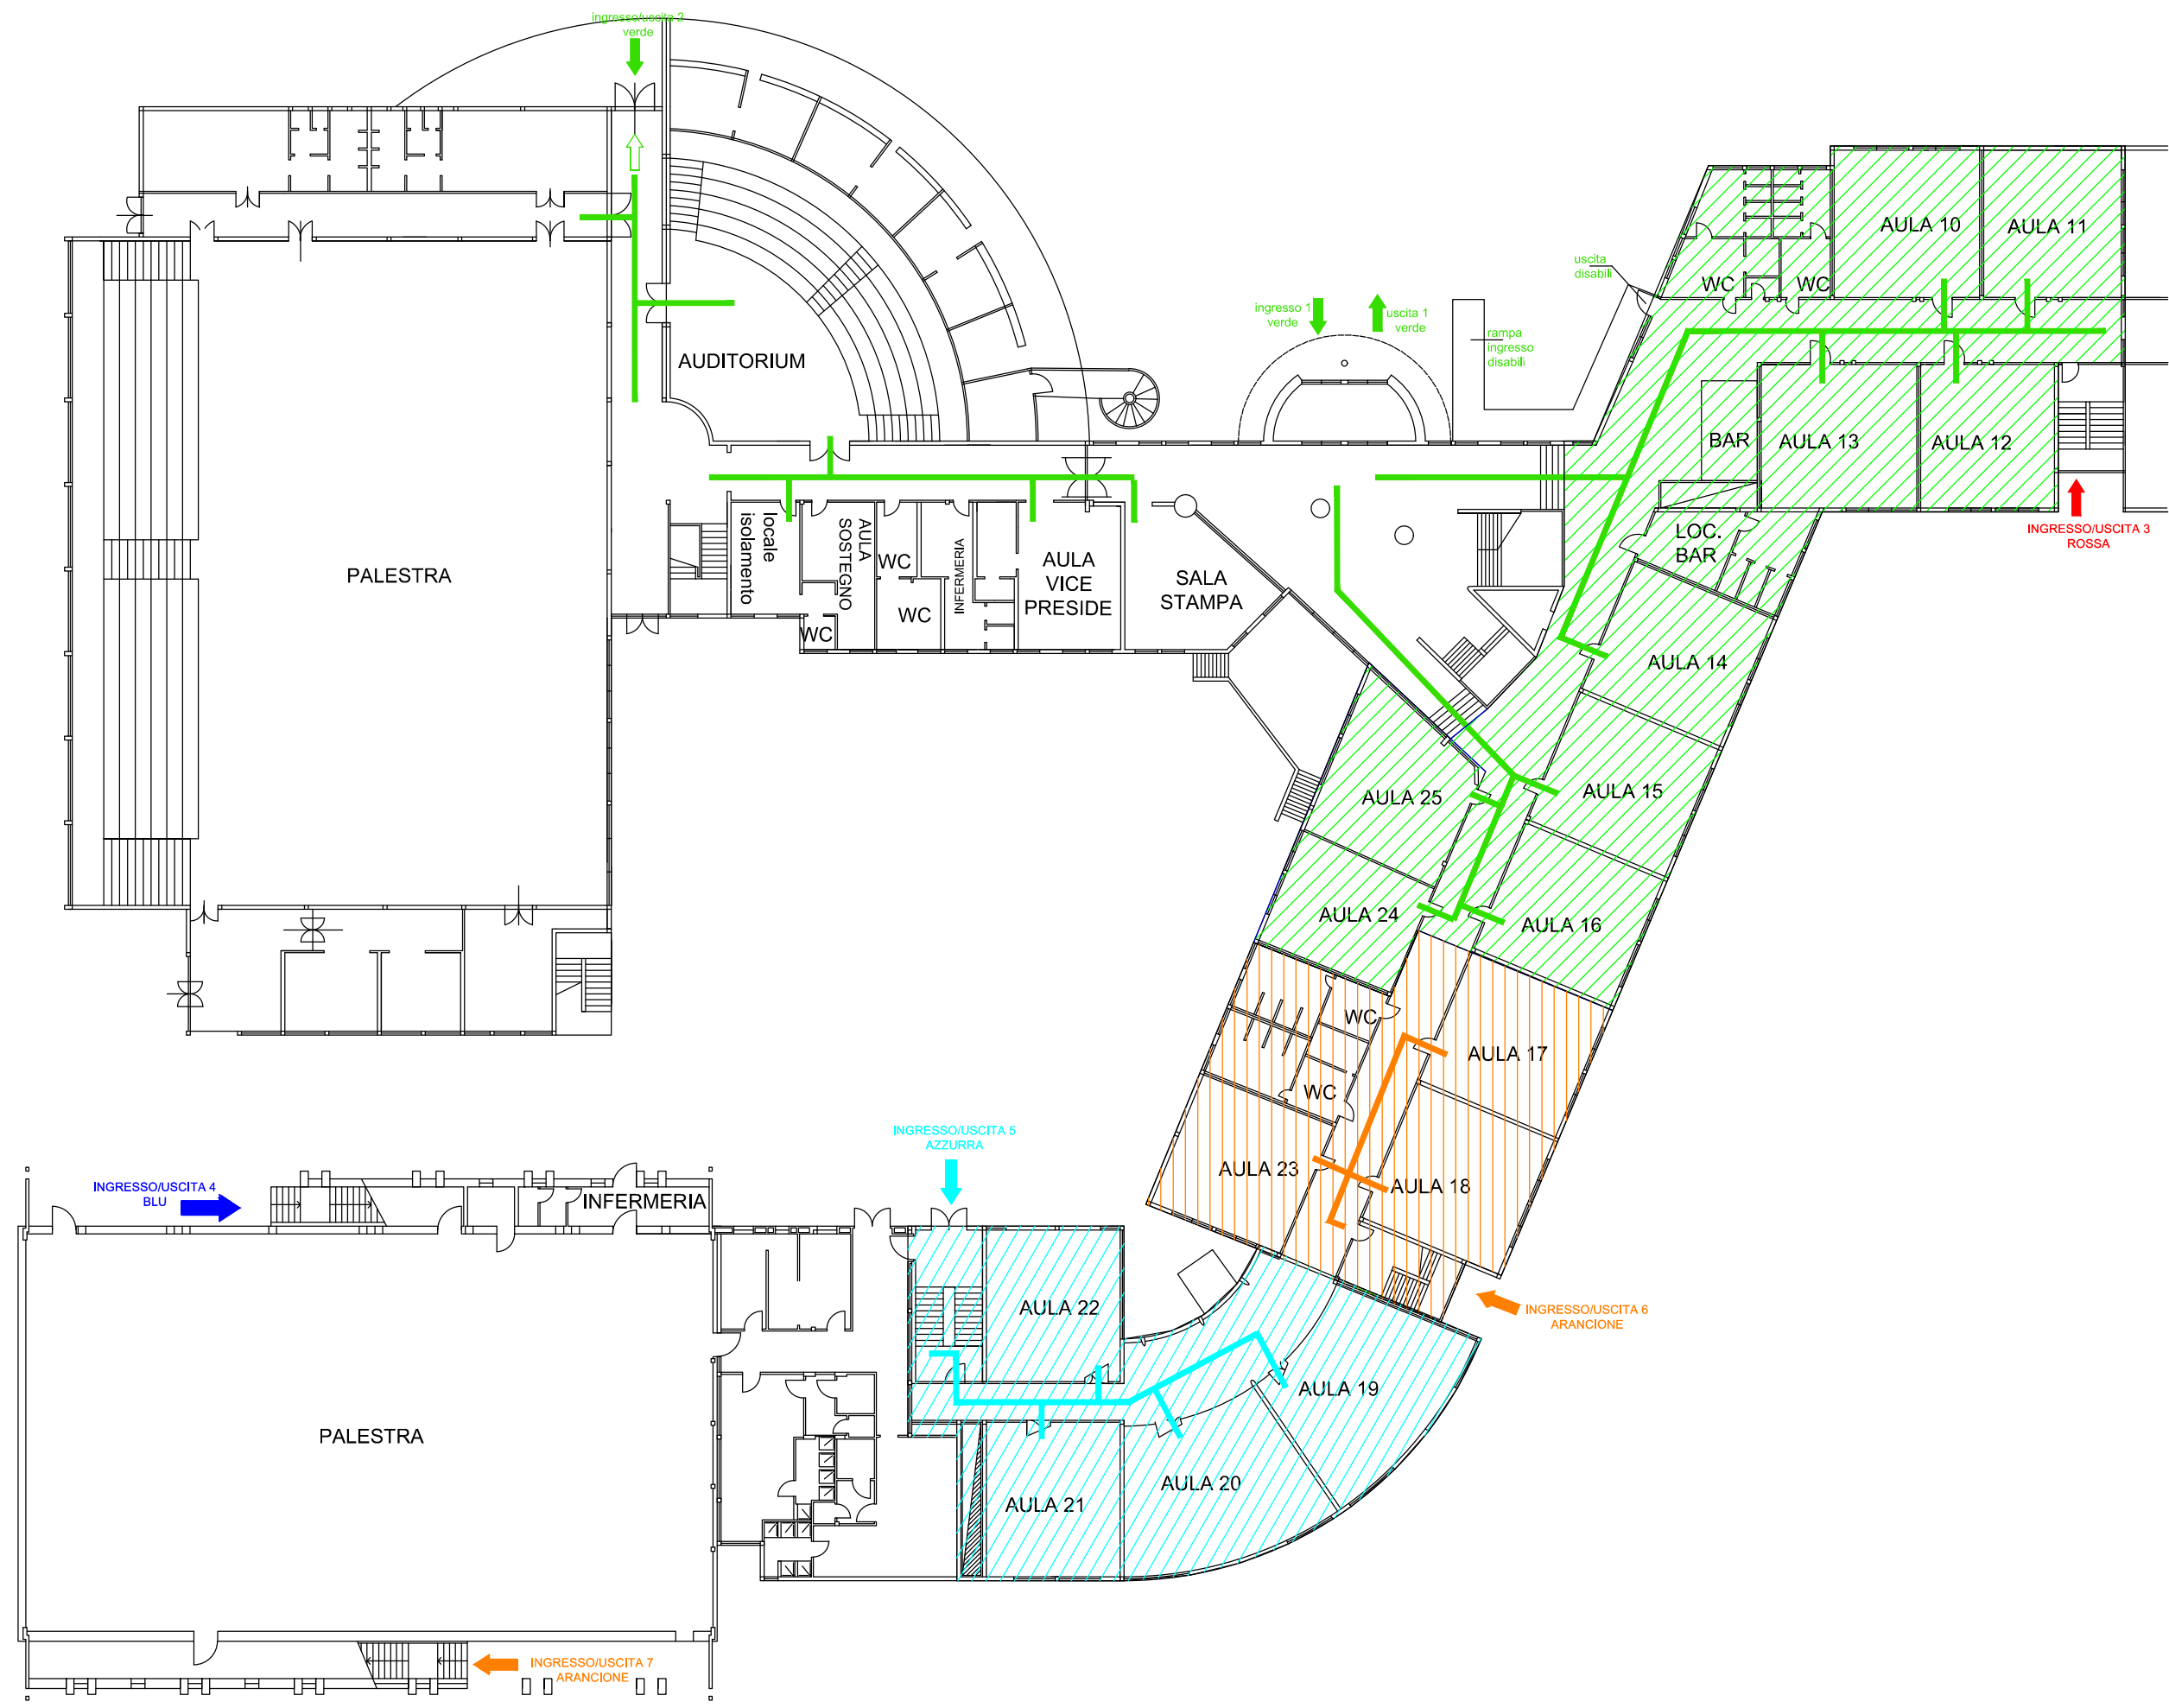 ingresso/uscita 2
verde
AULA 10
AULA 11
uscita
disabili
WC
WC
ingresso 1
verde
uscita 1
verde
rampa
ingresso
disabili
AUDITORIUM
BAR
AULA 13
AULA 12
INGRESSO/USCITA 3
ROSSA
LOC.
BAR
PALESTRA
locale
isolamento
AULA
SOSTEGNO
WC
WC
WC
INFERMERIA
AULA
VICE
PRESIDE
SALA
STAMPA
AULA 14
AULA 15
AULA 25
AULA 24
AULA 16
WC
AULA 17
WC
AULA 23
AULA 18
INGRESSO/USCITA 5
AZZURRA
INGRESSO/USCITA 4
BLU
INFERMERIA
AULA 22
INGRESSO/USCITA 6
ARANCIONE
AULA 19
PALESTRA
AULA 20
AULA 21
INGRESSO/USCITA 7
ARANCIONE